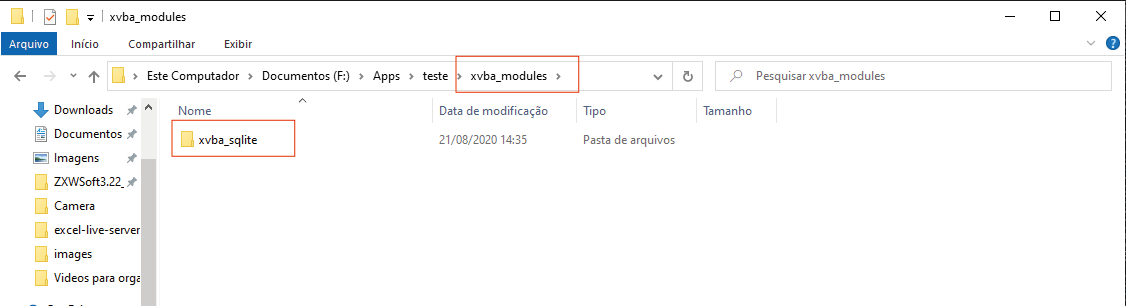 xvba_modules
Arquivo Início Compartilhar Exibir
Este Computador Documentos (F:) Apps teste xvba_modules
Pesquisar xvba_modules
Nome Data de modificação Tipo Tamanho
xvba_sqlite 21/08/2020 14:35 Pasta de arquivos
Downloads
Documentos
Imagens
ZXWSoft3.22_
Camera
excel-live-server
images
Videos para orga